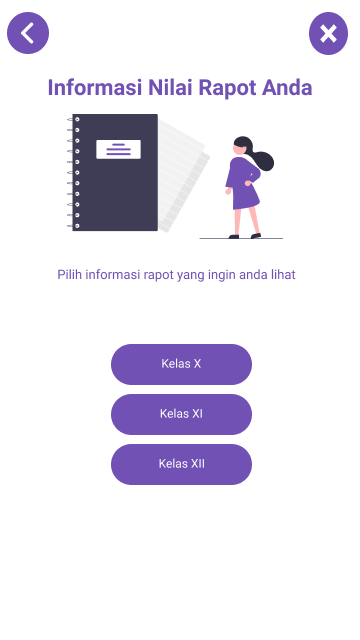 Informasi Nilai Rapot Anda
Pilih informasi rapot yang ingin anda lihat
Kelas X
Kelas XI
Kelas XII